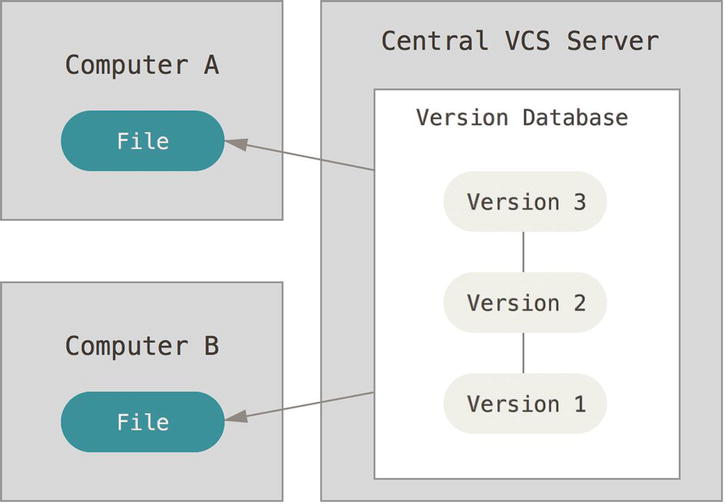 Computer A
File
Computer B
File
Central VCS Server
Version Database
Version 3
Version 2
Version 1